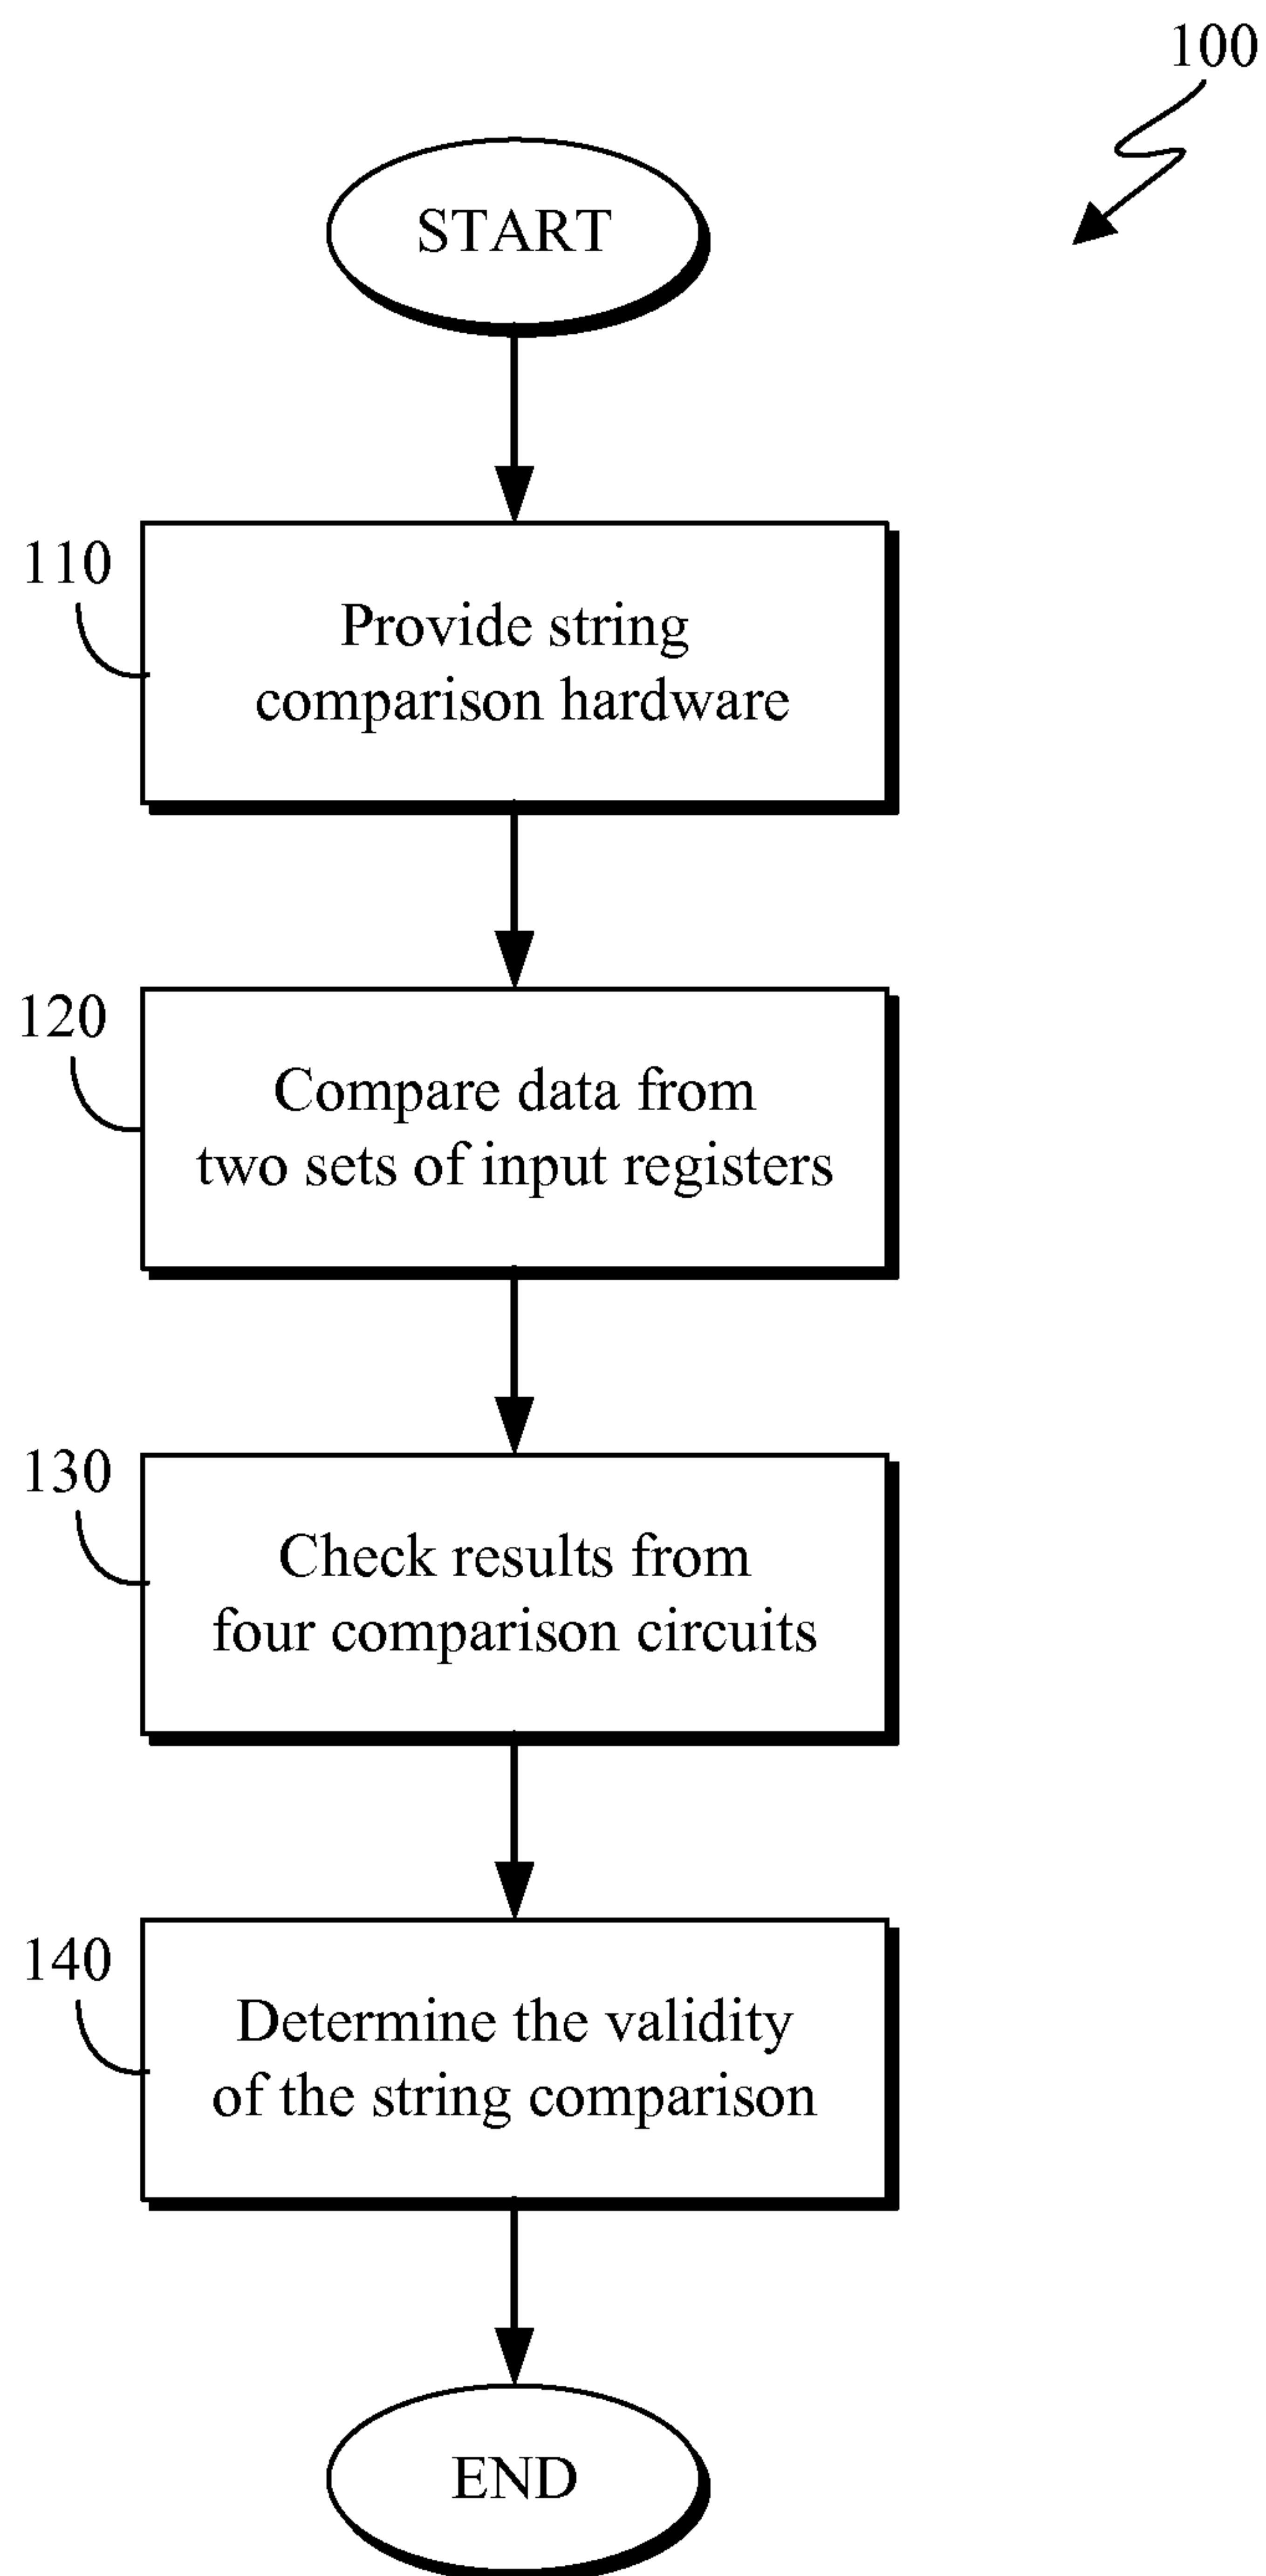 100
START
110
Provide string
comparison hardware
120
Compare data from
two sets of input registers
130
Check results from
four comparison circuits
140
Determine the validity
of the string comparison
END